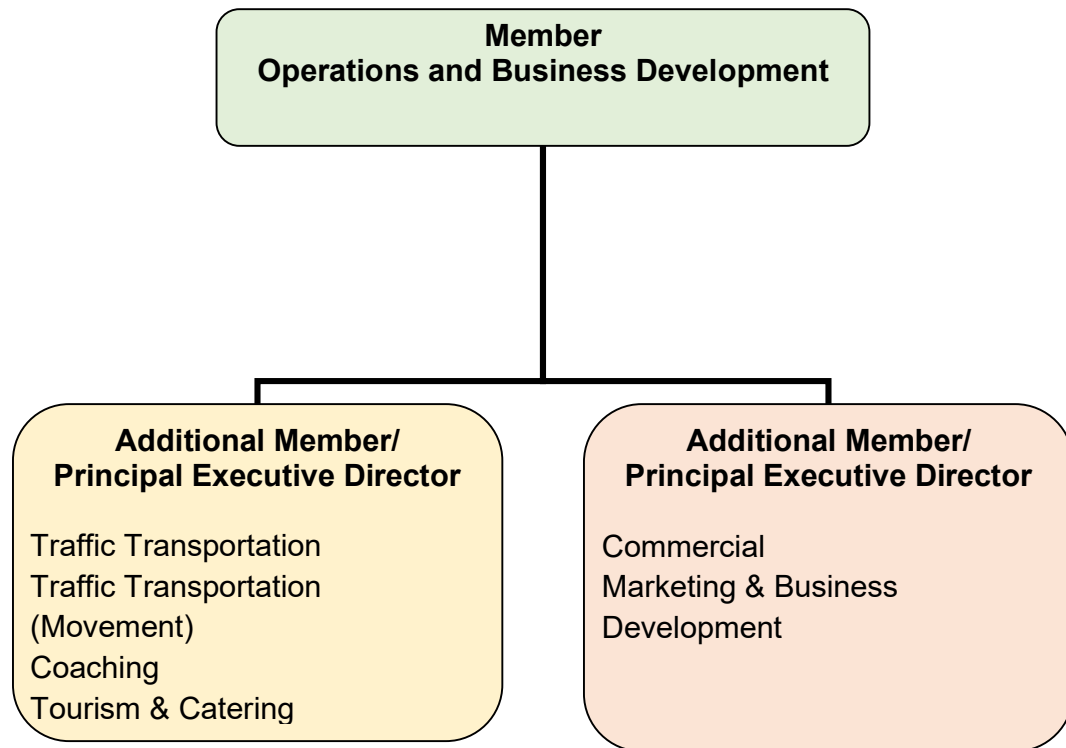 Member
Operations and Business Development
Additional Member/
Principal Executive Director
Traffic Transportation
Traffic Transportation
(Movement)
Coaching
Tourism & Catering
Additional Member/
Principal Executive Director
Commercial
Marketing & Business
Development